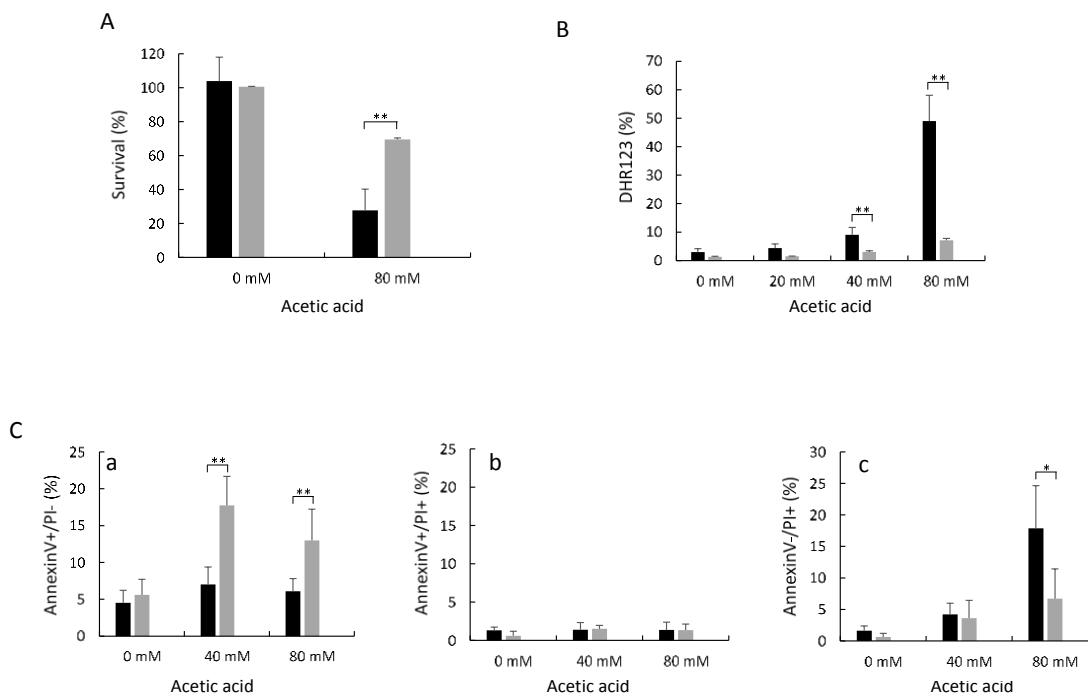 A
Survival (%)
120
100
80
60
40
20
0
**
0 mM 80 mM
Acetic acid
B
DHR123 (%)
70
60
50
40
30
20
10
0
**
**
0 mM 20 mM 40 mM 80 mM
Acetic acid
C
a
AnnexinV+/PI- (%)
25
20
15
10
5
0
**
**
0 mM 40 mM 80 mM
Acetic acid
b
AnnexinV+/PI+ (%)
25
20
15
10
5
0
0 mM 40 mM 80 mM
Acetic acid
c
AnnexinV-/PI+ (%)
30
25
20
15
10
5
0
*
0 mM 40 mM 80 mM
Acetic acid